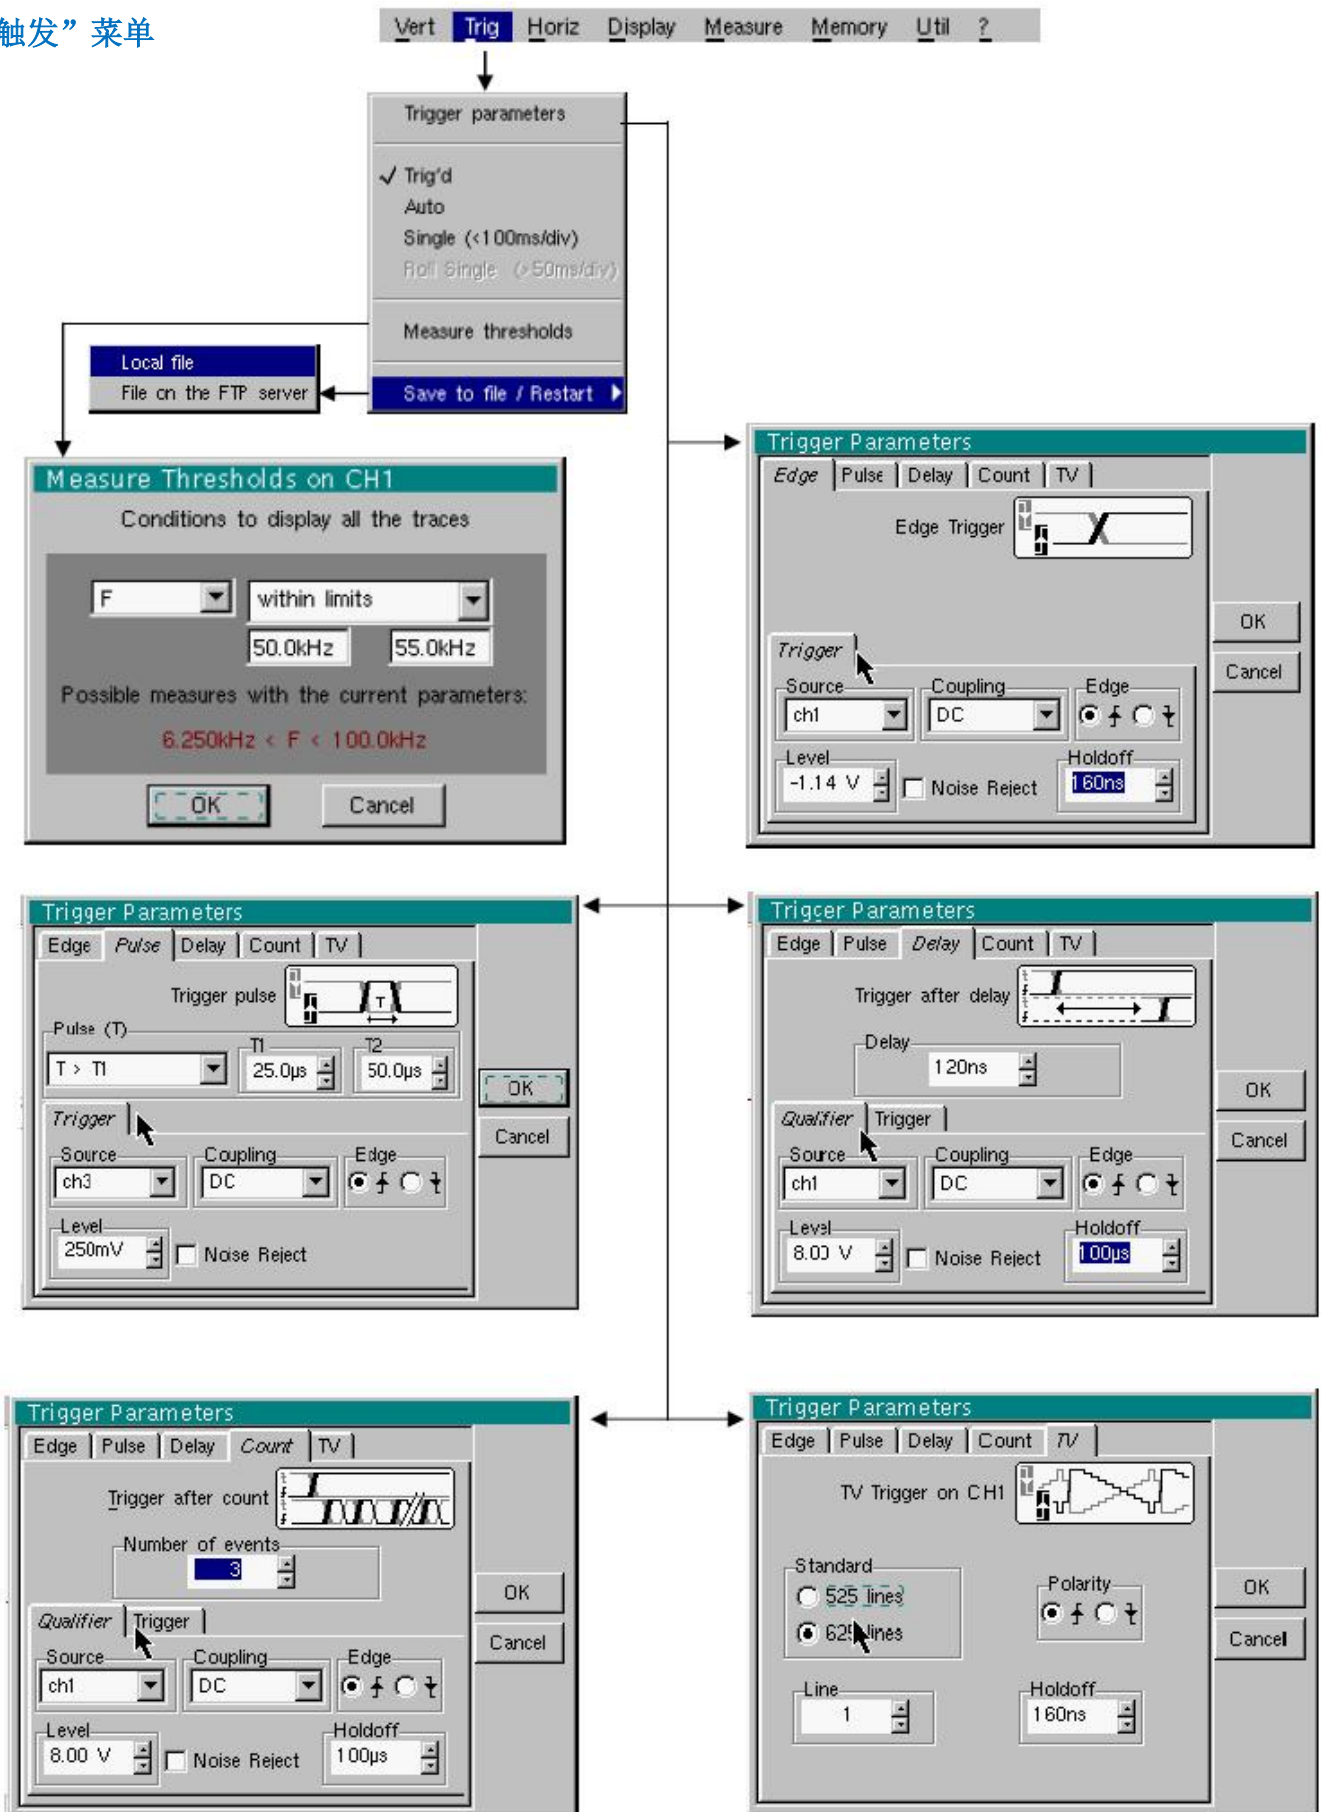 触发”菜单
Vert Trig Horiz Display Measure Memory Util ?
Trigger parameters
✓ Trig'd
Auto
Single (<100ms/div)
Roll Single (>50ms/div)
Measure thresholds
Save to file / Restart
Local file
File on the FTP server
Measure Thresholds on CH1
Conditions to display all the traces
F within limits
50.0kHz 55.0kHz
Possible measures with the current parameters:
6.250kHz < F < 100.0kHz
OK Cancel
Trigger Parameters
Edge Pulse Delay Count TV
Edge Trigger
Trigger
Source Coupling Edge
ch1 DC
Level Holdoff
-1.14 V Noise Reject 160ns
OK
Cancel
Trigger Parameters
Edge Pulse Delay Count TV
Trigger pulse
T
Pulse (T)
T1 T2
T > T1 25.0µs 50.0µs
Trigger
Source Coupling Edge
ch3 DC
Level
250mV Noise Reject
OK
Cancel
Trigger Parameters
Edge Pulse Delay Count TV
Trigger after delay
Delay
120ns
Qualifier Trigger
Source Coupling Edge
ch1 DC
Level Holdoff
8.00 V Noise Reject 100µs
OK
Cancel
Trigger Parameters
Edge Pulse Delay Count TV
Trigger after count
Number of events
3
Qualifier Trigger
Source Coupling Edge
ch1 DC
Level Holdoff
8.00 V Noise Reject 100µs
OK
Cancel
Trigger Parameters
Edge Pulse Delay Count TV
TV Trigger on CH1
Standard
525 lines
625 lines
Polarity
Line Holdoff
1 160ns
OK
Cancel